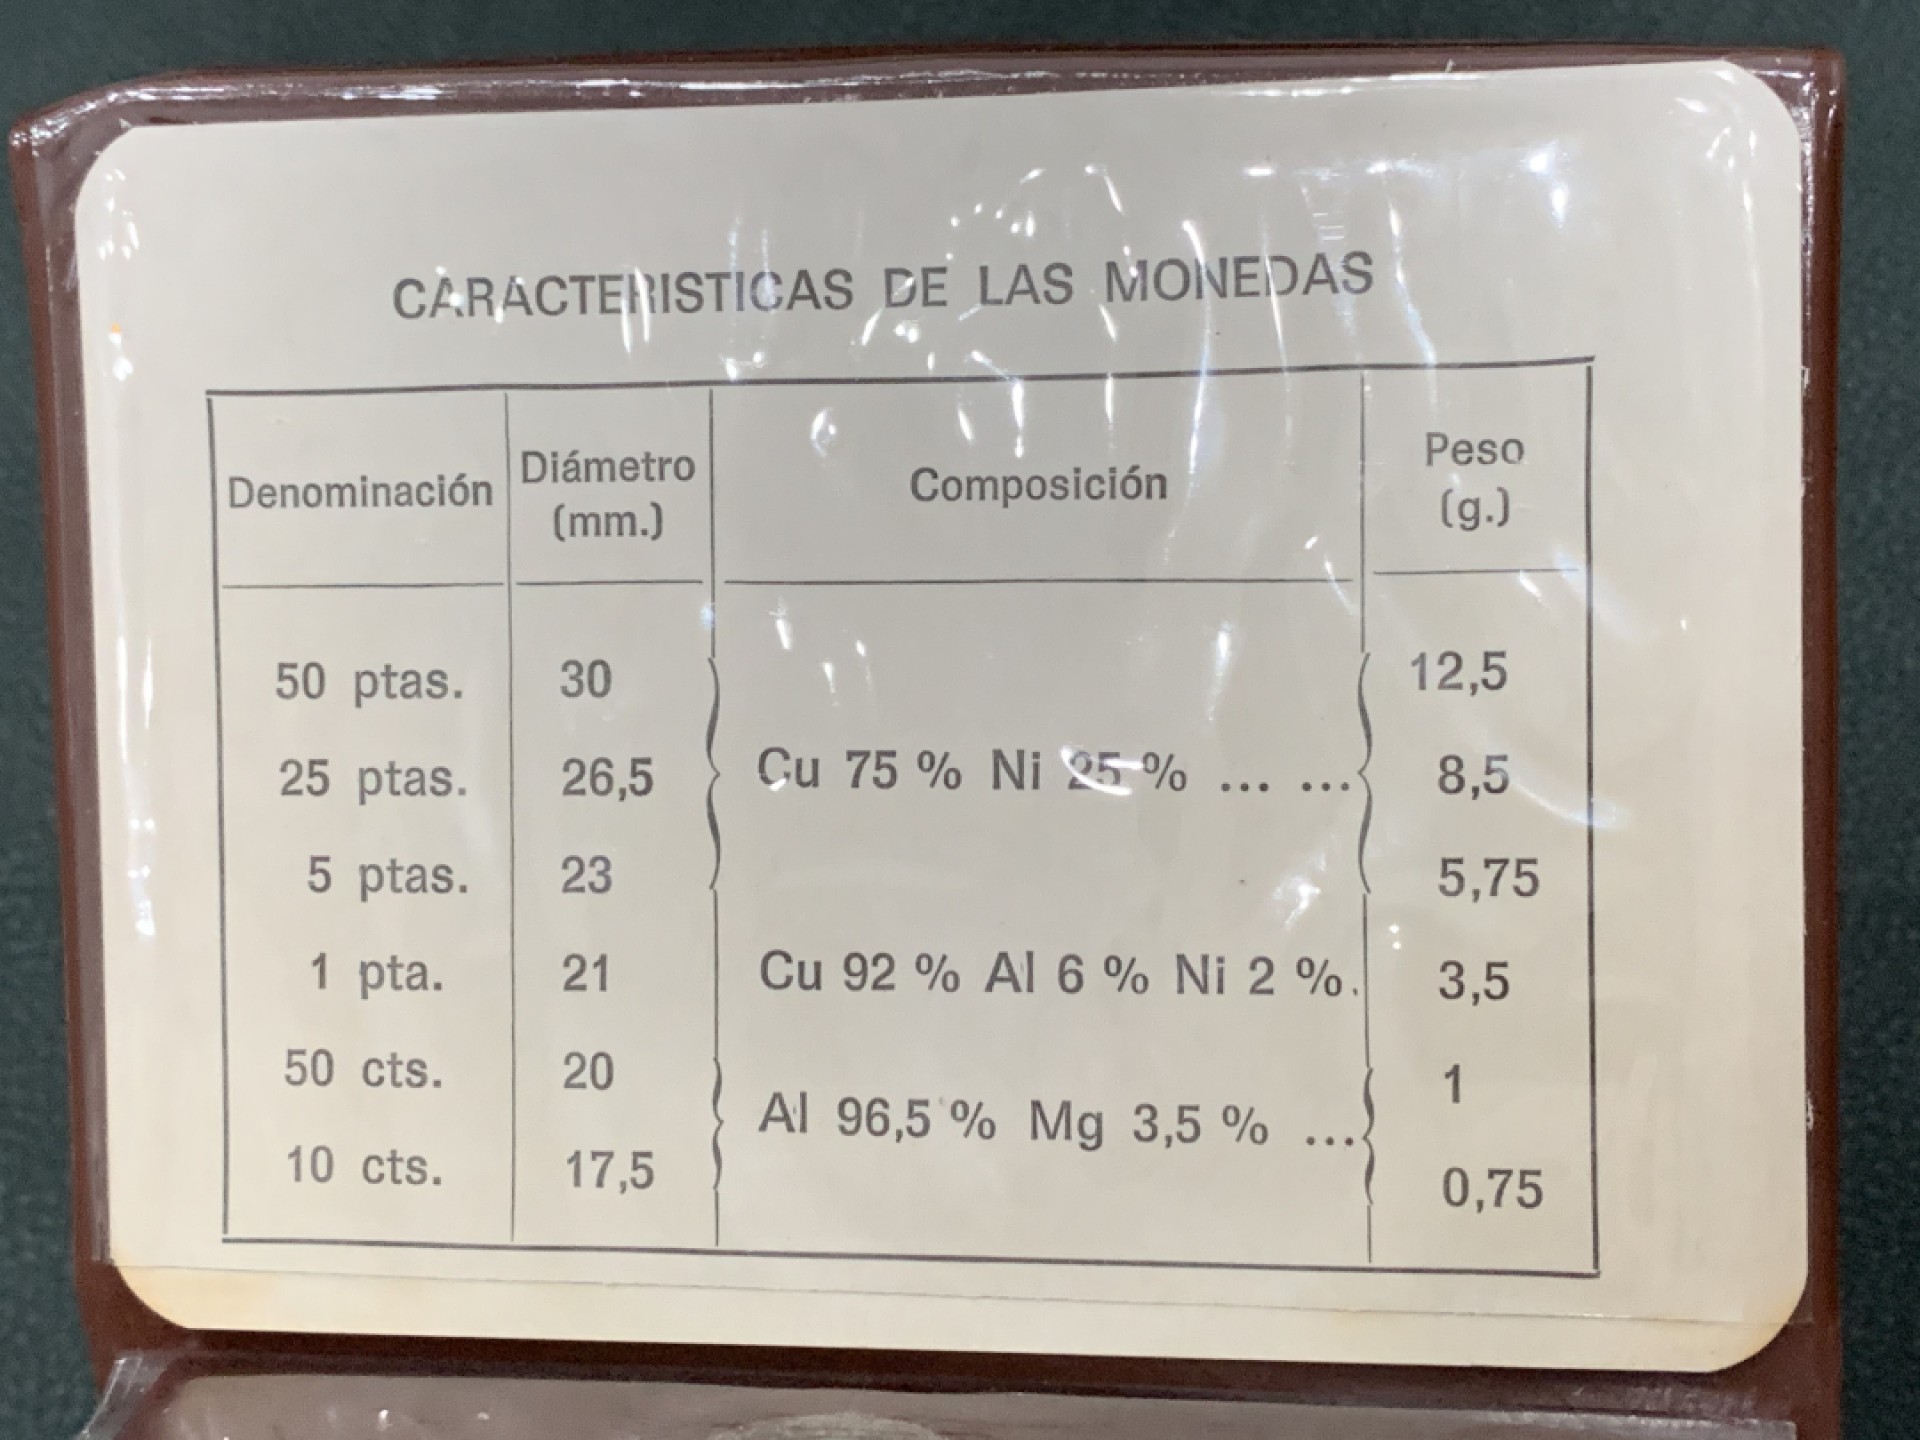 CARACTERISTICAS DE LAS MONEDAS
Denominación Diámetro (mm.) Composición Peso (g.)
50 ptas. 30 12,5
25 ptas. 26,5 Cu 75 % Ni 25 % ... ... 8,5
5 ptas. 23 5,75
1 pta. 21 Cu 92 % Al 6 % Ni 2 %. 3,5
50 cts. 20 1
Al 96,5 % Mg 3,5 % ...
10 cts. 17,5 0,75